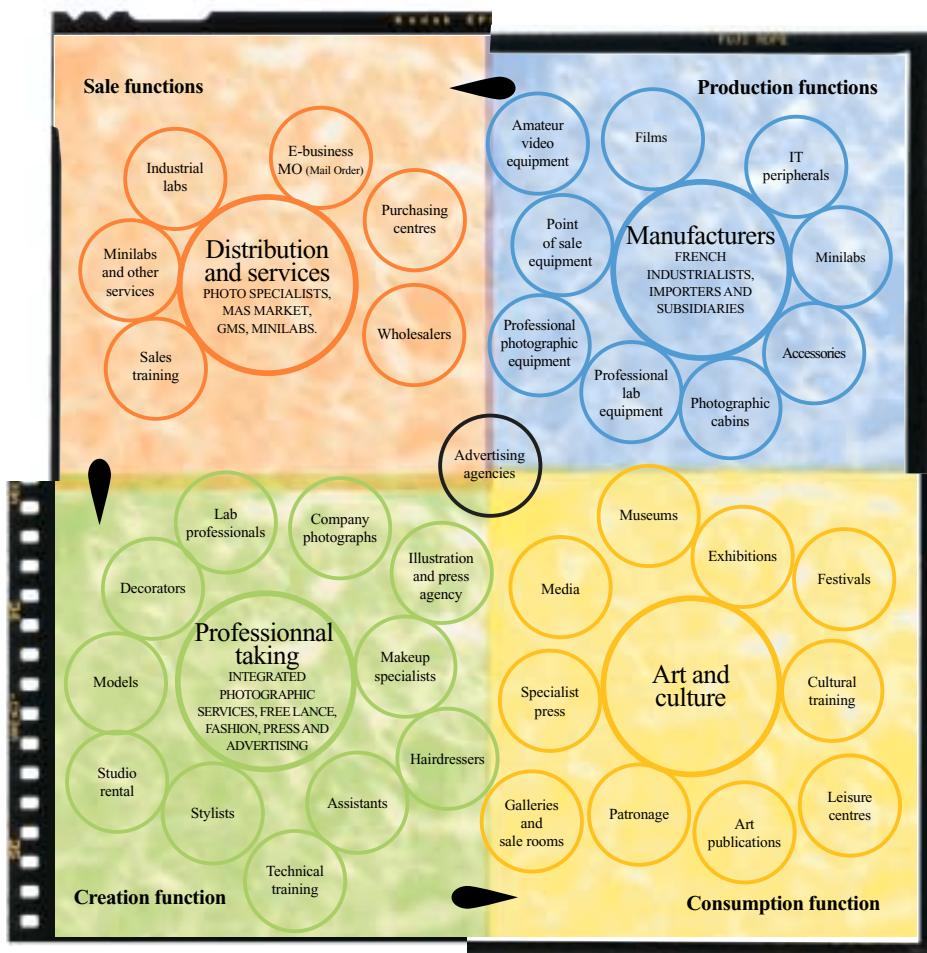 Kodak EP
FUJI
Sale functions
Production functions
Industrial
labs
E-business
MO (Mail Order)
Purchasing
centres
Minilabs
and other
services
Distribution
and services
PHOTO SPECIALISTS,
MAS MARKET,
GMS, MINILABS.
Wholesalers
Sales
training
Amateur
video
equipment
Films
IT
peripherals
Point
of sale
equipment
Manufacturers
FRENCH
INDUSTRIALISTS,
IMPORTERS AND
SUBSIDIARIES
Minilabs
Professional
photographic
equipment
Professional
lab
equipment
Photographic
cabins
Accessories
Advertising
agencies
Lab
professionals
Company
photographs
Illustration
and press
agency
Decorators
Professionnal
taking
INTEGRATED
PHOTOGRAPHIC
SERVICES, FREE LANCE,
FASHION, PRESS AND
ADVERTISING
Makeup
specialists
Models
Studio
rental
Stylists
Assistants
Hairdressers
Technical
training
Creation function
Museums
Exhibitions
Festivals
Media
Specialist
press
Art and
culture
Cultural
training
Galleries
and
sale rooms
Patronage
Art
publications
Leisure
centres
Consumption function